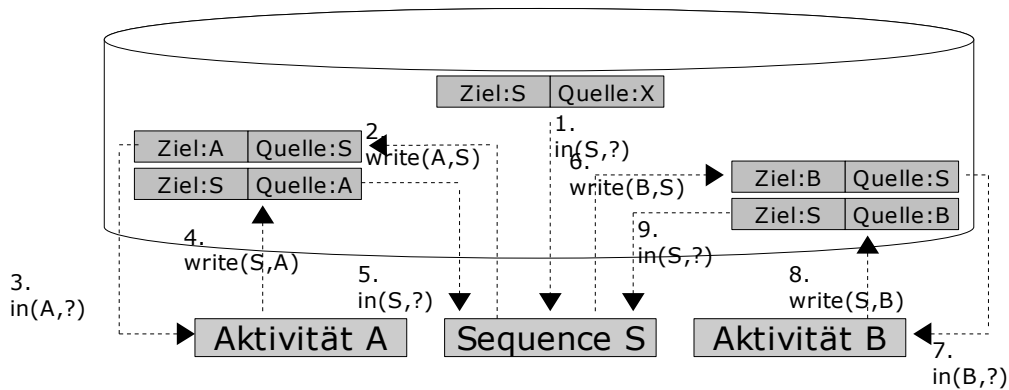 Ziel:S Quelle:X
1.
in(S,?)
2.
write(A,S)
Ziel:A Quelle:S
Ziel:S Quelle:A
6.
write(B,S)
Ziel:B Quelle:S
Ziel:S Quelle:B
4.
write(S,A)
9.
in(S,?)
3.
in(A,?)
5.
in(S,?)
8.
write(S,B)
Aktivität A
Sequence S
Aktivität B
7.
in(B,?)